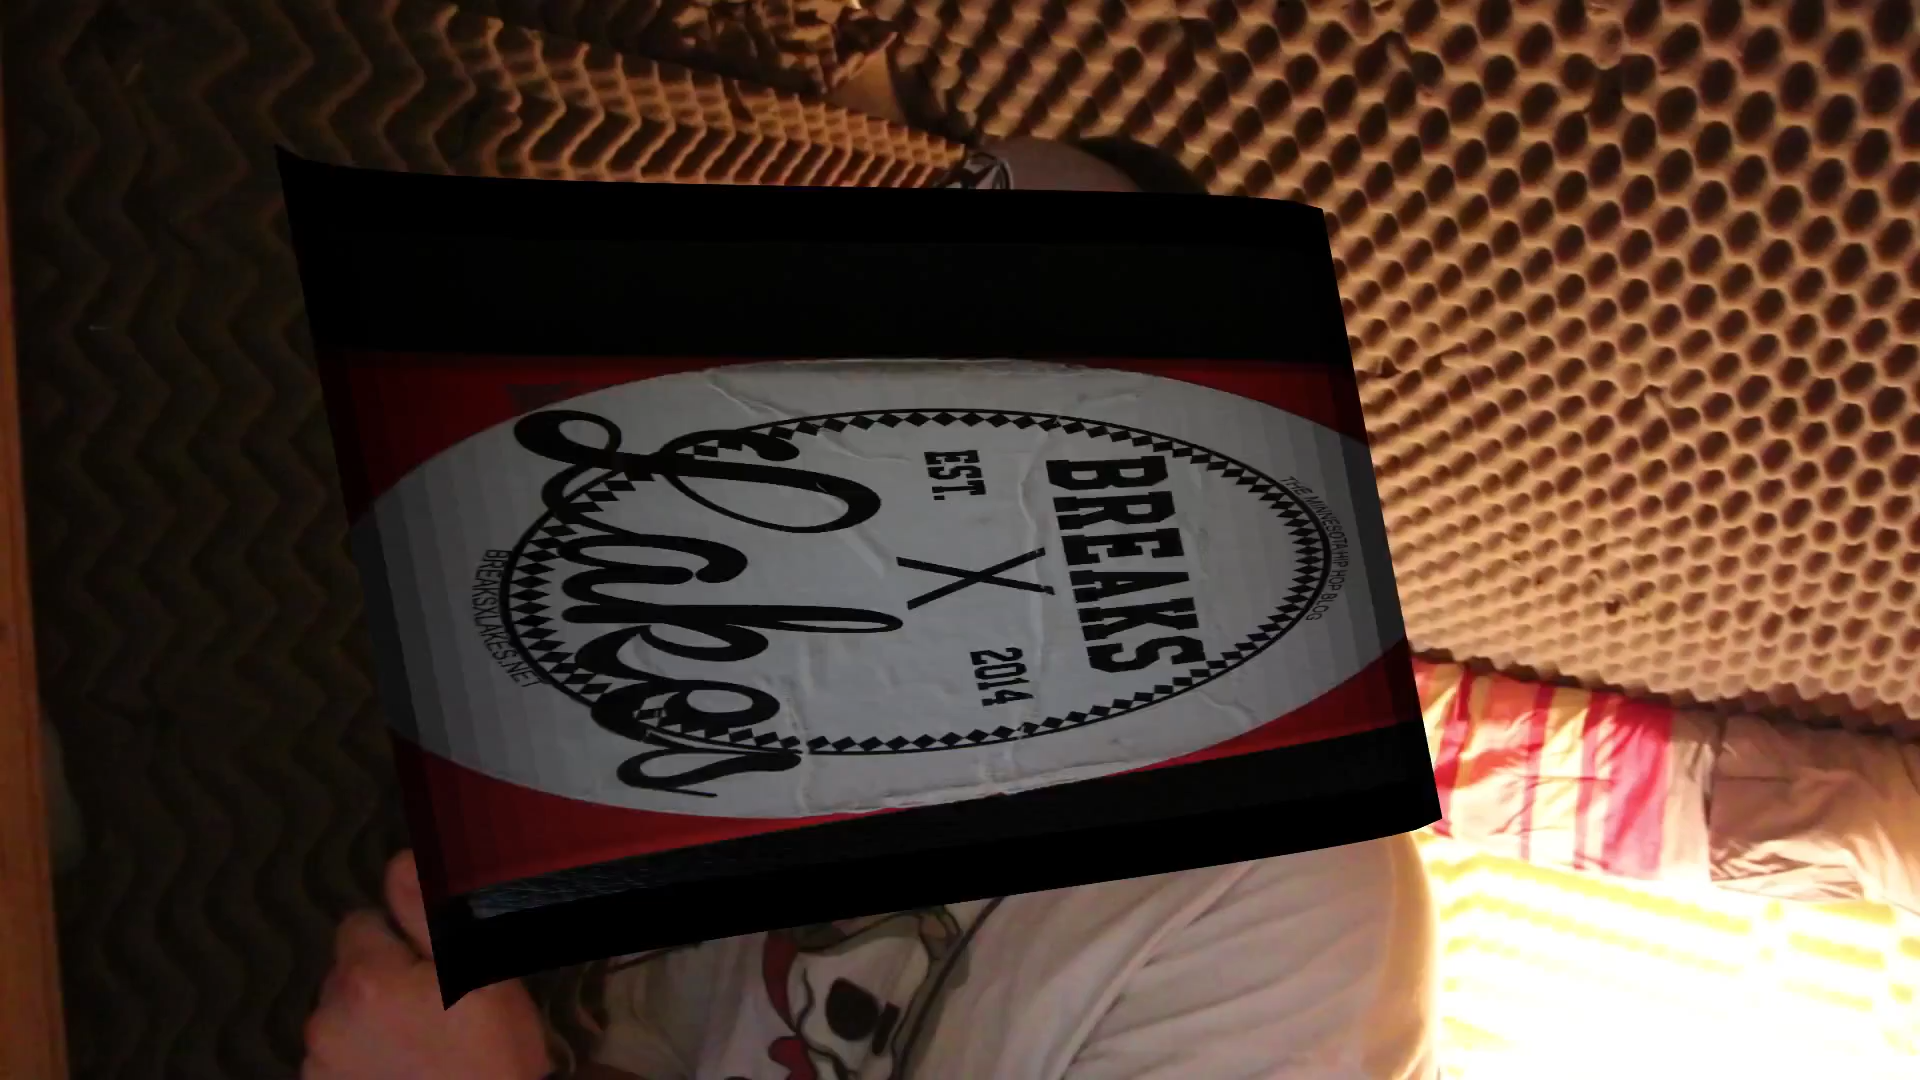 THE MINNESOTA HIP HOP BLOG
BREAKS
EST. X 2014
Lakes
BREAKSXLAKES.NET